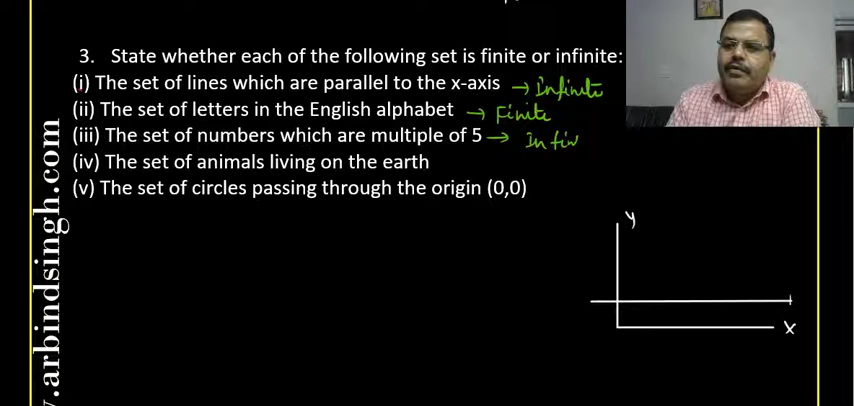 3. State whether each of the following set is finite or infinite:
(i) The set of lines which are parallel to the x-axis → Infinite
(ii) The set of letters in the English alphabet → Finite
(iii) The set of numbers which are multiple of 5 → Infin
(iv) The set of animals living on the earth
(v) The set of circles passing through the origin (0,0)
y
x
.arbindsingh.com